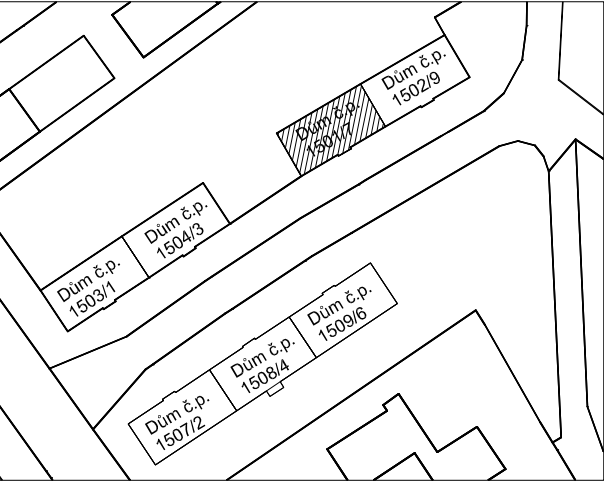 Dům č.p.
1502/9
Dům č.p.
1501/7
Dům č.p.
1504/3
Dům č.p.
1503/1
Dům č.p.
1509/6
Dům č.p.
1508/4
Dům č.p.
1507/2